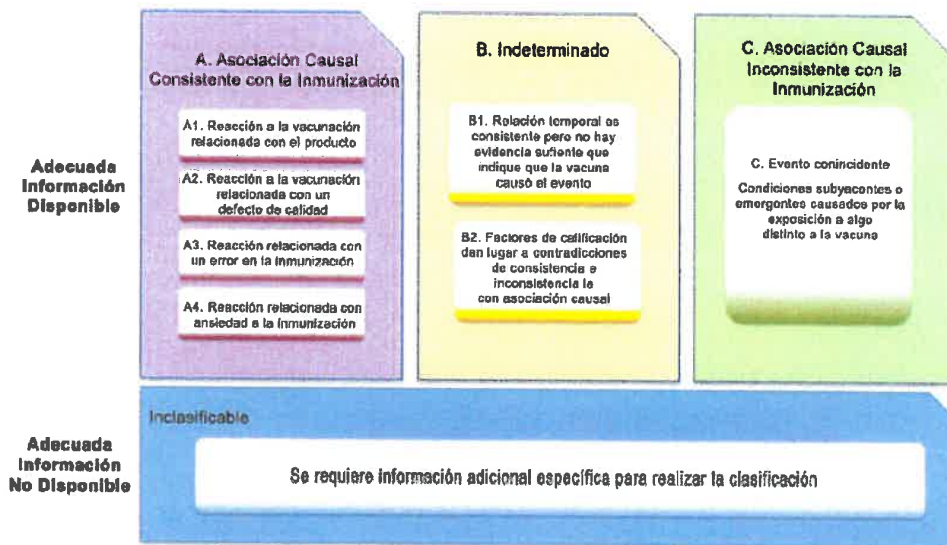 A. Asociación Causal
Consistente con la Inmunización
B. Indeterminado
C. Asociación Causal
Inconsistente con la
Inmunización
Adecuada
Información
Disponible
A1. Reacción a la vacunación
relacionada con el producto
A2. Reacción a la vacunación
relacionada con un
defecto de calidad
A3. Reacción relacionada con
un error en la inmunización
A4. Reacción relacionada con
ansiedad a la inmunización
B1. Relación temporal es
consistente pero no hay
evidencia sufiente que
indique que la vacuna
causó el evento
B2. Factores de calificación
dan lugar a contradicciones
de consistencia e
inconsistencia la
con asociación causal
C. Evento conincidente
Condiciones subyacentes o
emergentes causados por la
exposición a algo
distinto a la vacuna
Adecuada
Información
No Disponible
Inclasificable
Se requiere información adicional específica para realizar la clasificación